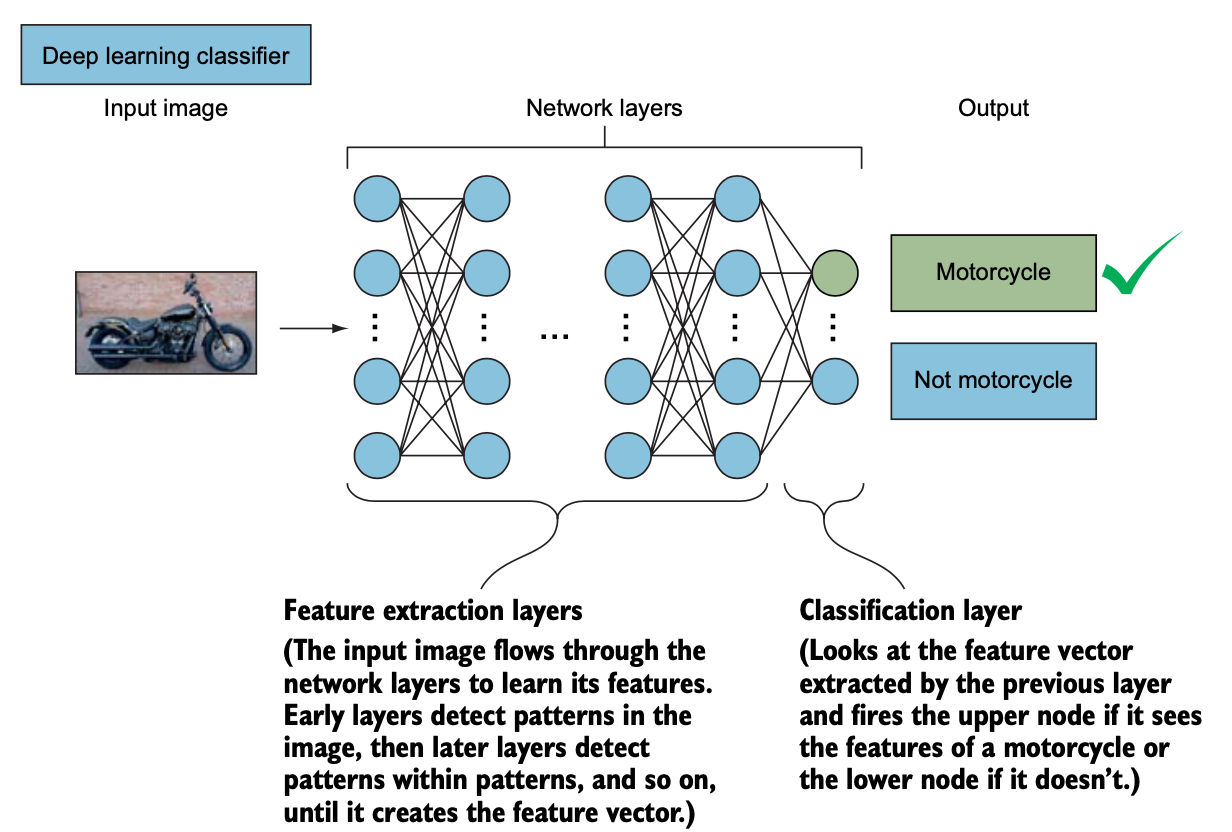 Deep learning classifier
Input image
Network layers
Output
...
Motorcycle
Not motorcycle
Feature extraction layers
(The input image flows through the
network layers to learn its features.
Early layers detect patterns in the
image, then later layers detect
patterns within patterns, and so on,
until it creates the feature vector.)
Classification layer
(Looks at the feature vector
extracted by the previous layer
and fires the upper node if it sees
the features of a motorcycle or
the lower node if it doesn’t.)